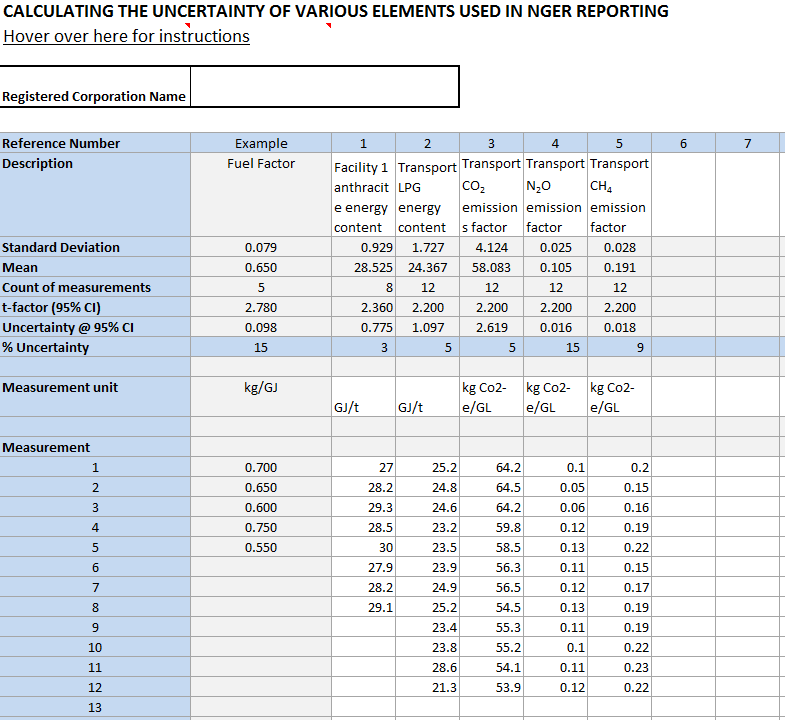 CALCULATING THE UNCERTAINTY OF VARIOUS ELEMENTS USED IN NGER REPORTING
Hover over here for instructions
Registered Corporation Name
Reference Number Example 1 2 3 4 5 6 7
Description Fuel Factor Facility 1 Transport Transport Transport Transport
anthracit LPG CO₂ N₂O CH₄
e energy energy emission emission emission
content content s factor factor factor
Standard Deviation 0.079 0.929 1.727 4.124 0.025 0.028
Mean 0.650 28.525 24.367 58.083 0.105 0.191
Count of measurements 5 8 12 12 12 12
t-factor (95% CI) 2.780 2.360 2.200 2.200 2.200 2.200
Uncertainty @ 95% CI 0.098 0.775 1.097 2.619 0.016 0.018
% Uncertainty 15 3 5 5 15 9
Measurement unit kg/GJ kg Co2- kg Co2- kg Co2-
GJ/t GJ/t e/GL e/GL e/GL
Measurement
1 0.700 27 25.2 64.2 0.1 0.2
2 0.650 28.2 24.8 64.5 0.05 0.15
3 0.600 29.3 24.6 64.2 0.06 0.16
4 0.750 28.5 23.2 59.8 0.12 0.19
5 0.550 30 23.5 58.5 0.13 0.22
6 27.9 23.9 56.3 0.11 0.15
7 28.2 24.9 56.5 0.12 0.17
8 29.1 25.2 54.5 0.13 0.19
9 23.4 55.3 0.11 0.19
10 23.8 55.2 0.1 0.22
11 28.6 54.1 0.11 0.23
12 21.3 53.9 0.12 0.22
13